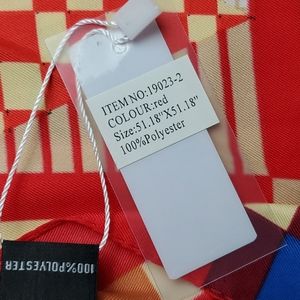 ITEM NO:19023-2
COLOUR:red
Size:51.18"X51.18"
100%Polyester
100%POLYESTER